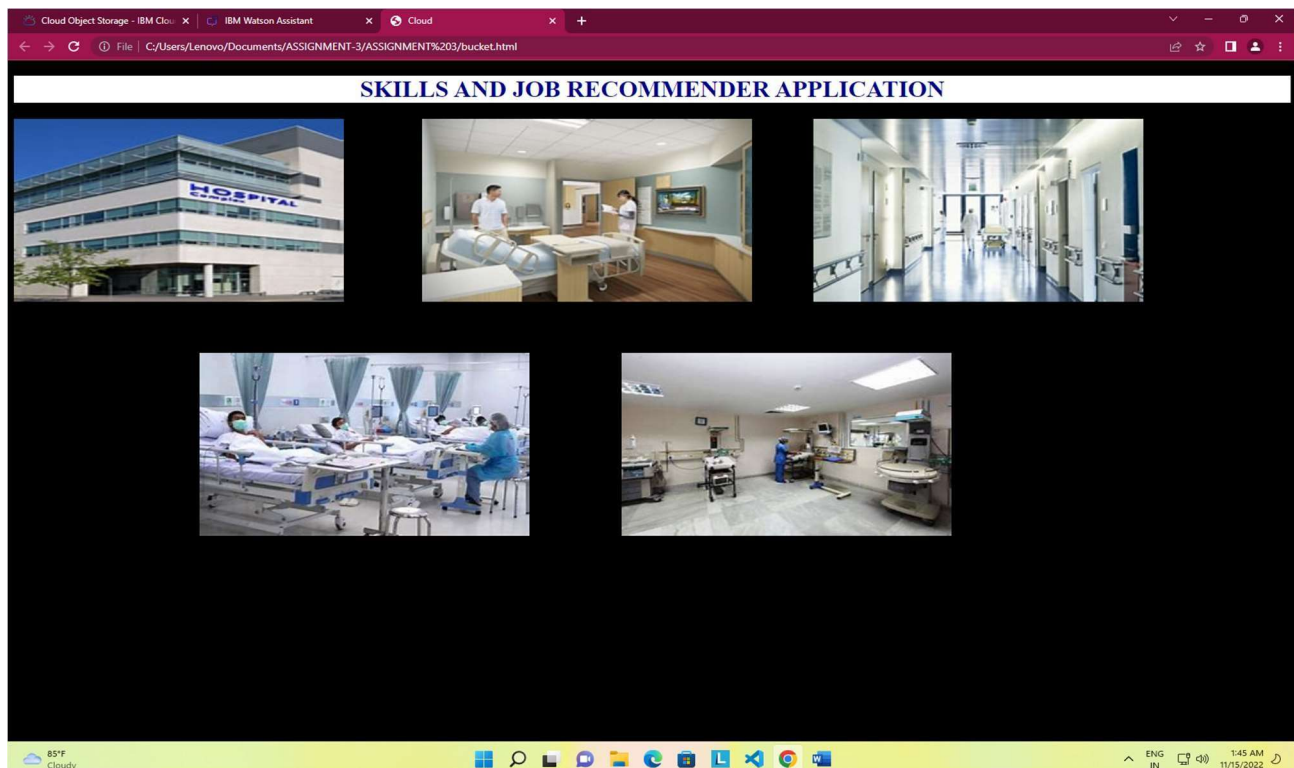 Cloud Object Storage - IBM Clou
IBM Watson Assistant
Cloud
File
C:/Users/Lenovo/Documents/ASSIGNMENT-3/ASSIGNMENT%203/bucket.html
SKILLS AND JOB RECOMMENDER APPLICATION
HOSPITAL
Complex
85°F
Cloudy
ENG
IN
1:45 AM
11/15/2022